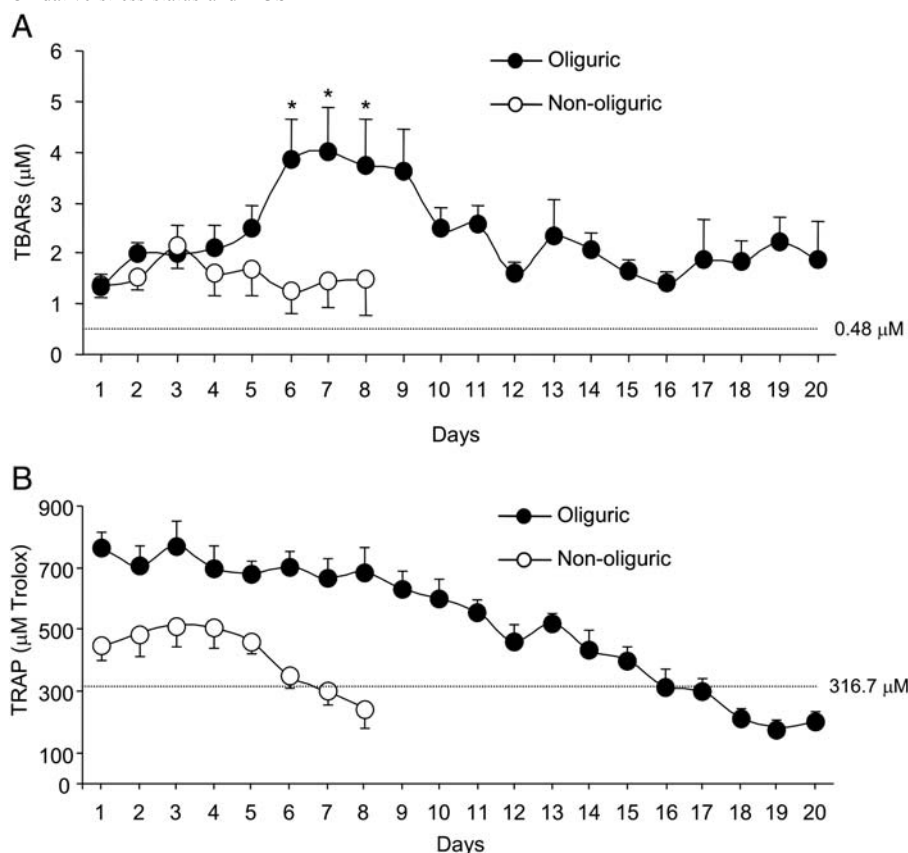 A
6
5
4
3
2
1
0
TBARs (µM)
Oliguric
Non-oliguric
* * *
0.48 µM
1 2 3 4 5 6 7 8 9 10 11 12 13 14 15 16 17 18 19 20
Days
B
900
700
500
300
100
0
TRAP (µM Trolox)
Oliguric
Non-oliguric
316.7 µM
1 2 3 4 5 6 7 8 9 10 11 12 13 14 15 16 17 18 19 20
Days